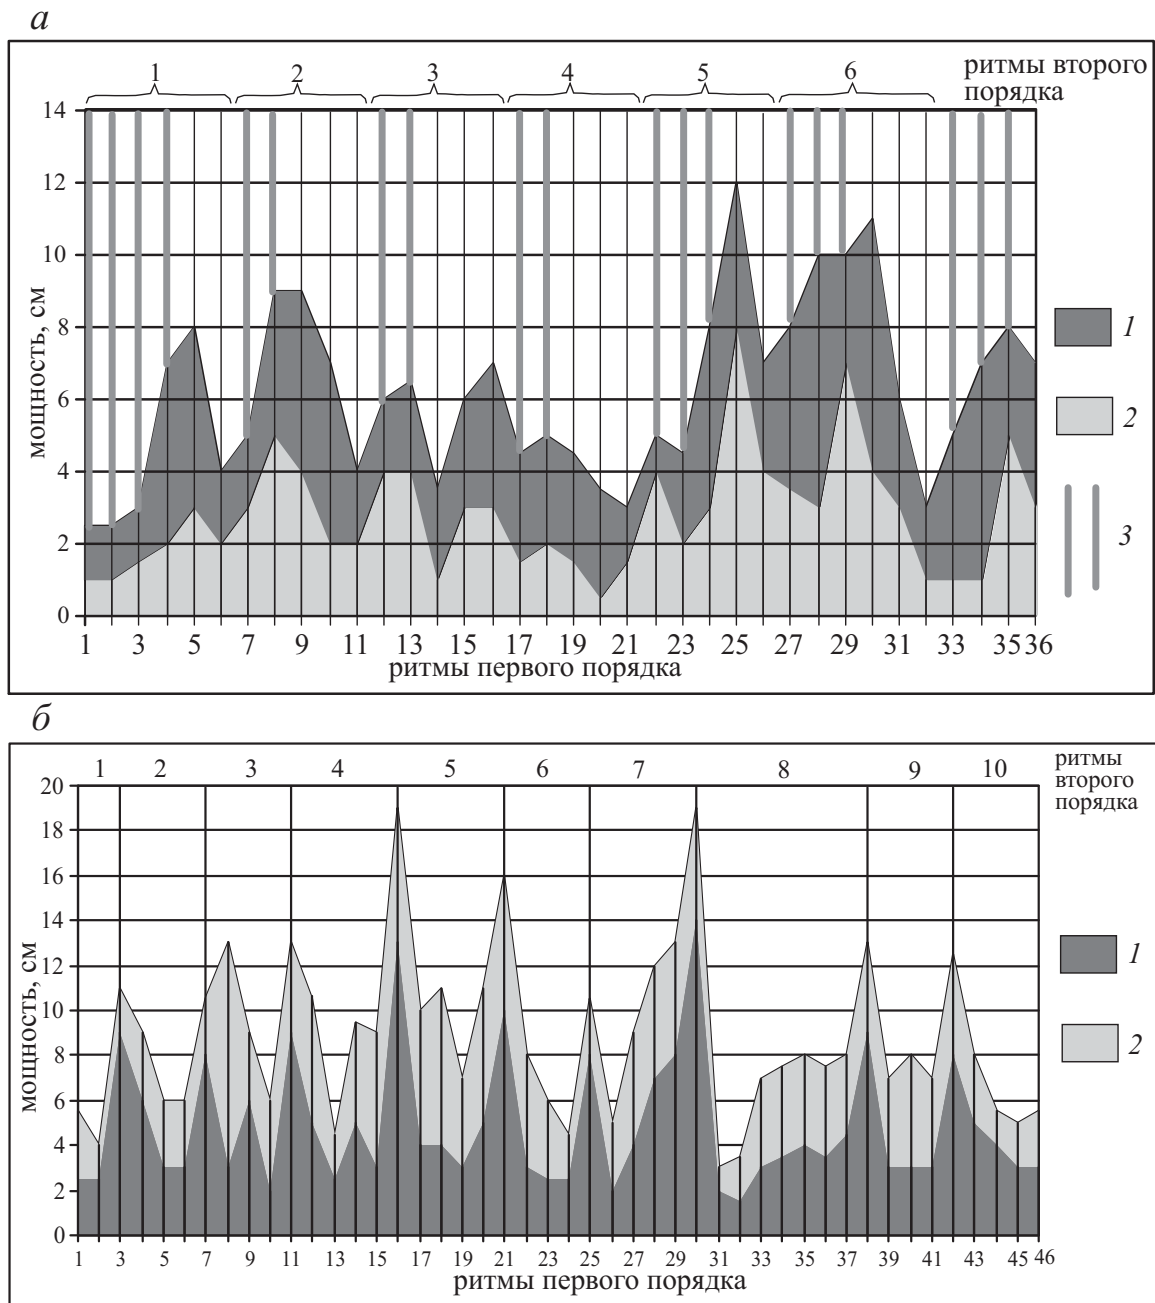 а
1 2 3 4 5 6 ритмы второго
порядка
14
12
10
8
6
4
2
0
мощность, см
1
2
3
1 3 5 7 9 11 13 15 17 19 21 23 25 27 29 31 33 35 36
ритмы первого порядка
б
1 2 3 4 5 6 7 8 9 10 ритмы
второго
порядка
20
18
16
14
12
10
8
6
4
2
0
мощность, см
1
2
1 3 5 7 9 11 13 15 17 19 21 23 25 27 29 31 33 35 37 39 41 43 45 46
ритмы первого порядка